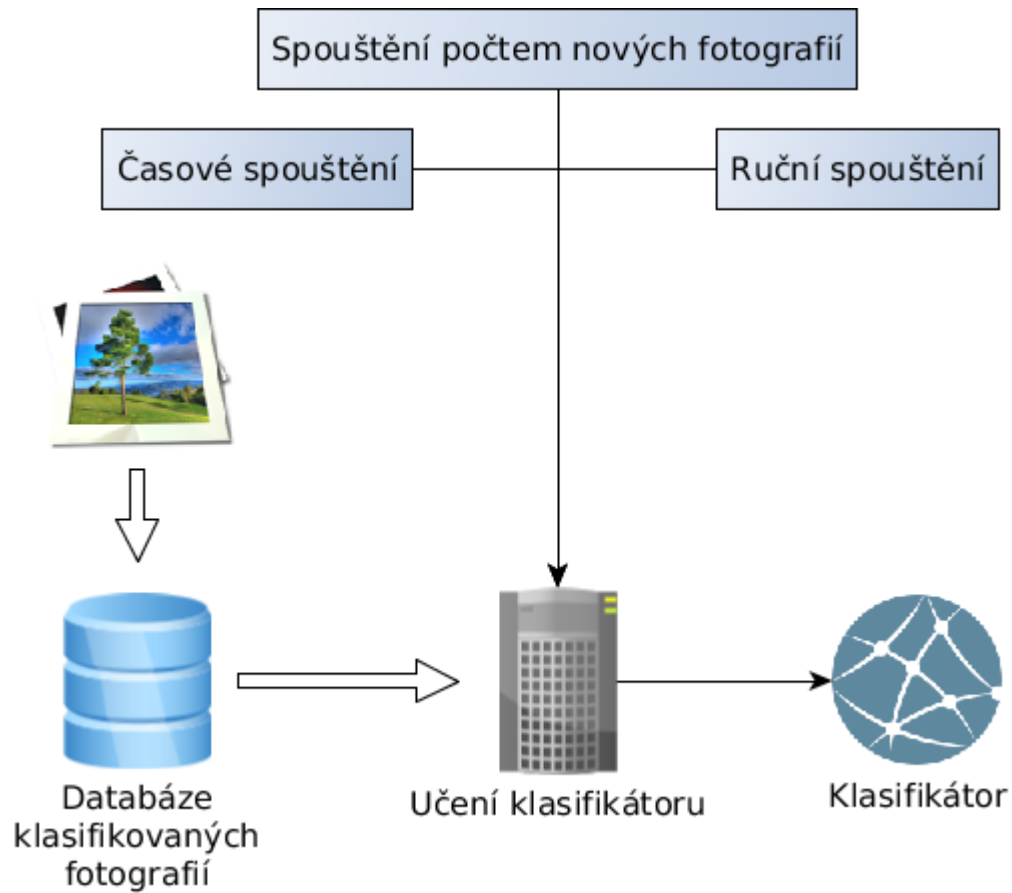 Spouštění počtem nových fotografií
Časové spouštění
Ruční spouštění
Databáze
klasifikovaných
fotografií
Učení klasifikátoru
Klasifikátor